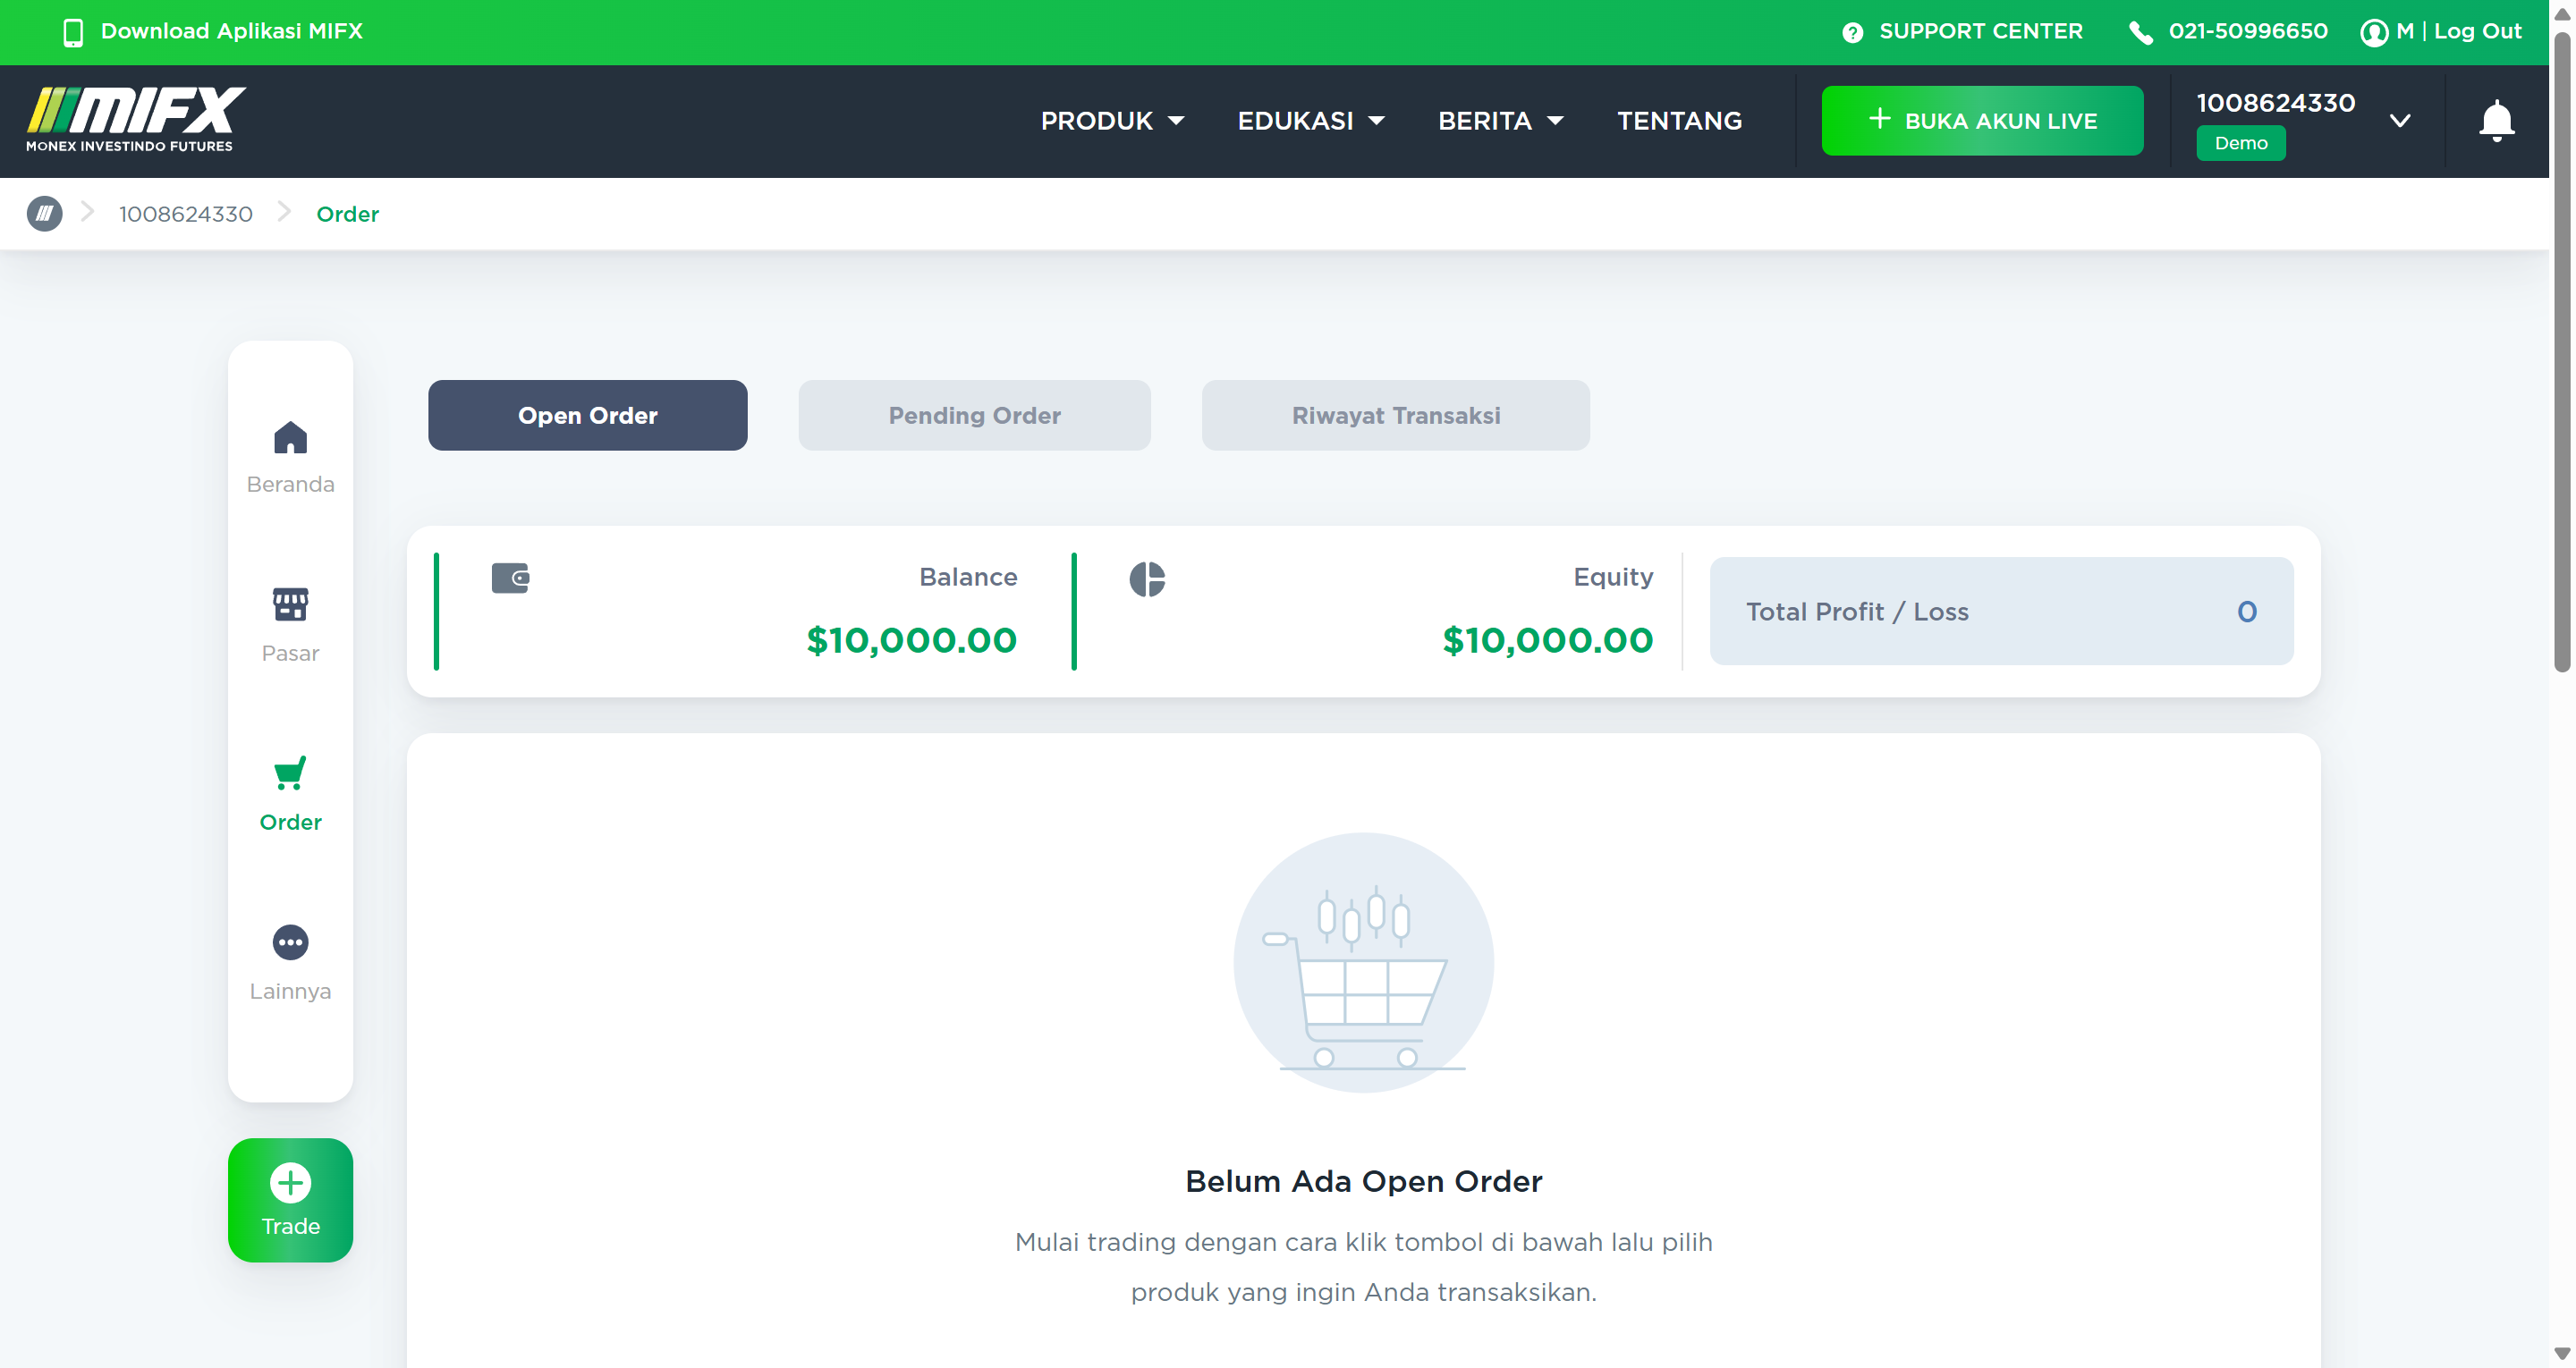 Download Aplikasi MIFX
SUPPORT CENTER
021-50996650
M | Log Out
MIFX
MONEX INVESTINDO FUTURES
PRODUK
EDUKASI
BERITA
TENTANG
+ BUKA AKUN LIVE
1008624330
Demo
1008624330
Order
Beranda
Pasar
Order
Lainnya
Trade
Open Order
Pending Order
Riwayat Transaksi
Balance
$10,000.00
Equity
$10,000.00
Total Profit / Loss
0
Belum Ada Open Order
Mulai trading dengan cara klik tombol di bawah lalu pilih
produk yang ingin Anda transaksikan.